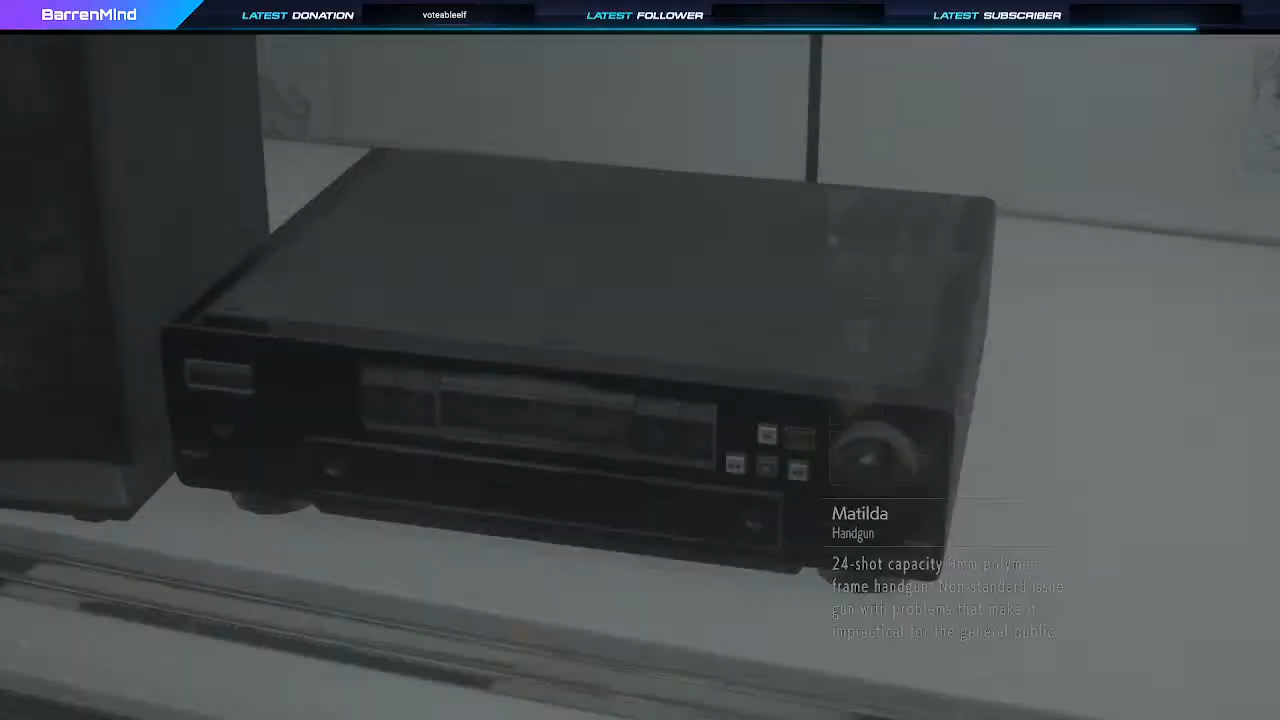 BarrenMind
LATEST DONATION
voteableelf
LATEST FOLLOWER
LATEST SUBSCRIBER
Matilda
Handgun
24-shot capacity 9mm polymer-
frame handgun. Non-standard issue
gun with problems that make it
impractical for the general public.